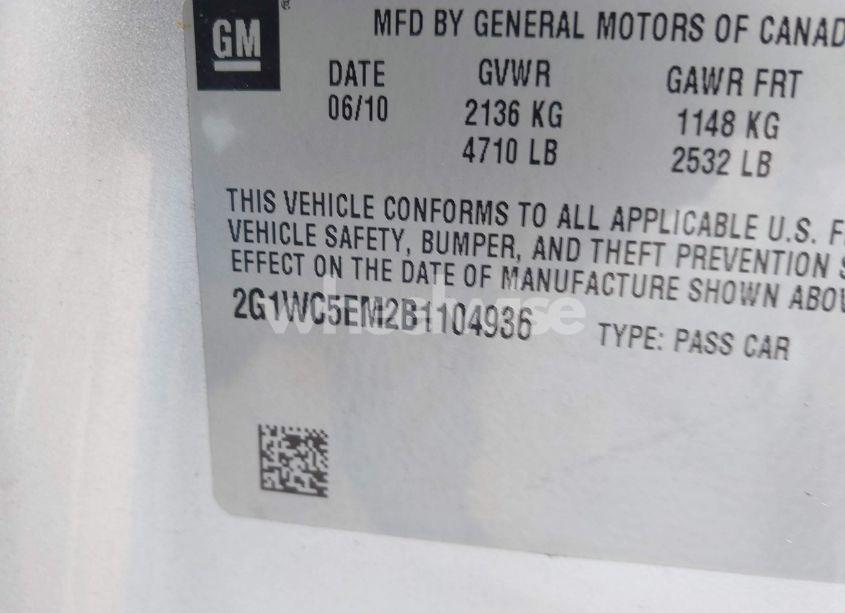 GM
MFD BY GENERAL MOTORS OF CANAD
DATE GVWR GAWR FRT
06/10 2136 KG 1148 KG
4710 LB 2532 LB
THIS VEHICLE CONFORMS TO ALL APPLICABLE U.S. F
VEHICLE SAFETY, BUMPER, AND THEFT PREVENTION S
EFFECT ON THE DATE OF MANUFACTURE SHOWN ABOV
2G1WC5EM2B1104936 TYPE: PASS CAR
wheelwise